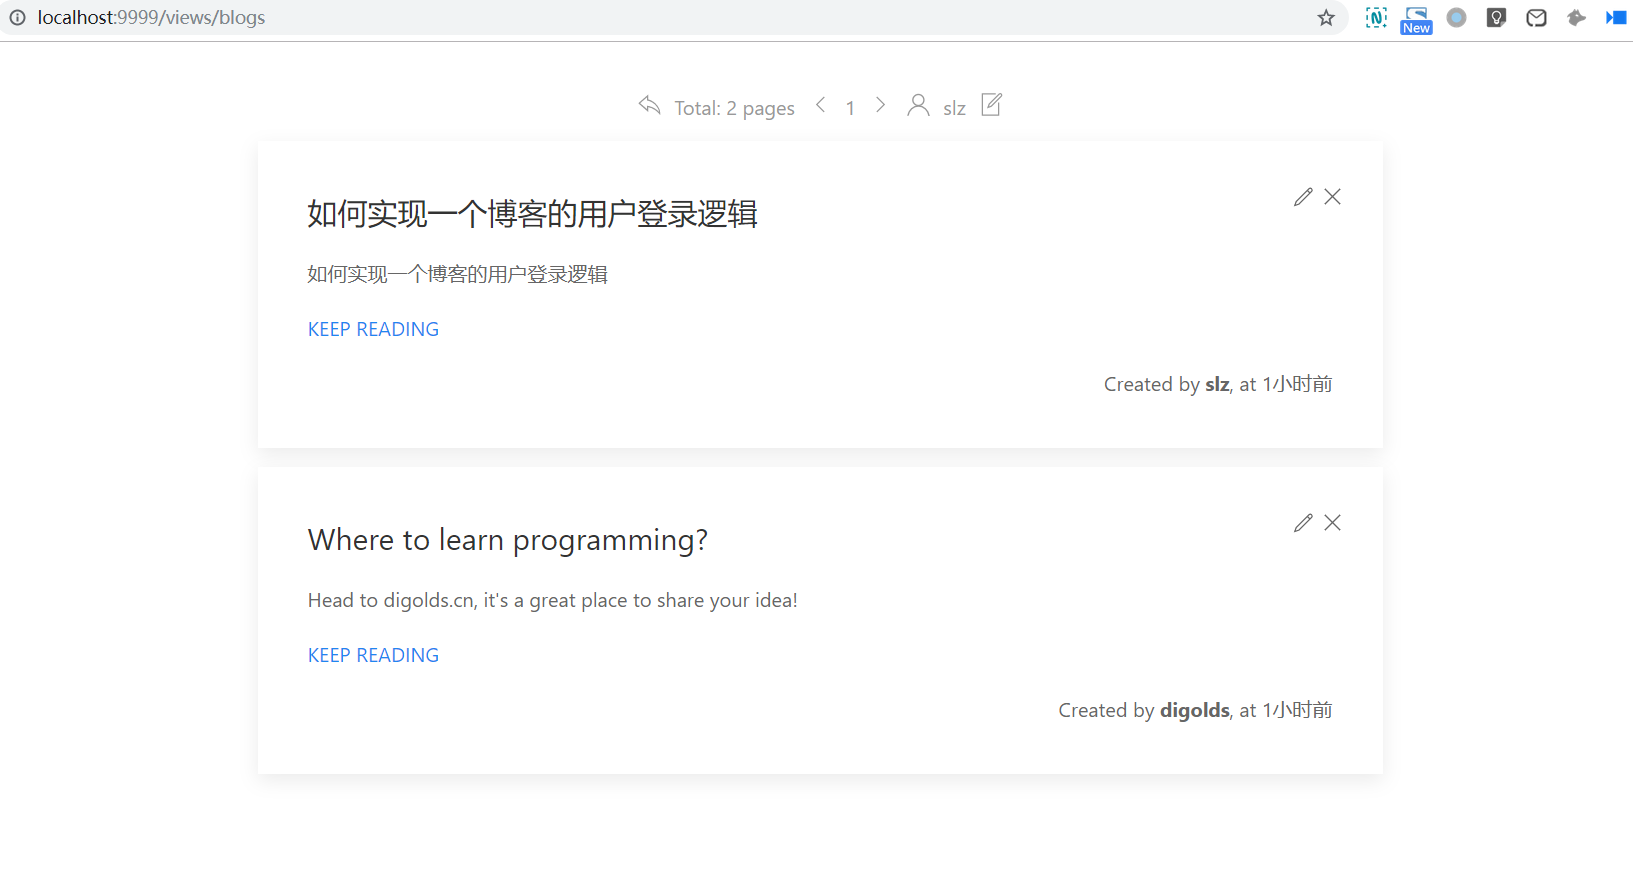 localhost:9999/views/blogs
New
Total: 2 pages 1 slz
如何实现一个博客的用户登录逻辑
如何实现一个博客的用户登录逻辑
KEEP READING
Created by slz, at 1小时前
Where to learn programming?
Head to digolds.cn, it's a great place to share your idea!
KEEP READING
Created by digolds, at 1小时前